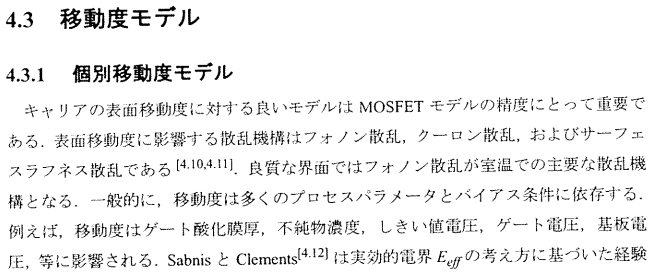 4.3 移動度モデル
4.3.1 個別移動度モデル
キャリアの表面移動度に対する良いモデルは MOSFET モデルの精度にとって重要で
ある．表面移動度に影響する散乱機構はフォノン散乱，クーロン散乱，およびサーフェ
スラフネス散乱である[4.10,4.11]．良質な界面ではフォノン散乱が室温での主要な散乱機
構となる．一般的に，移動度は多くのプロセスパラメータとバイアス条件に依存する．
例えば，移動度はゲート酸化膜厚，不純物濃度，しきい値電圧，ゲート電圧，基板電
圧，等に影響される．Sabnis と Clements[4.12] は実効的電界 Eeff の考え方に基づいた経験